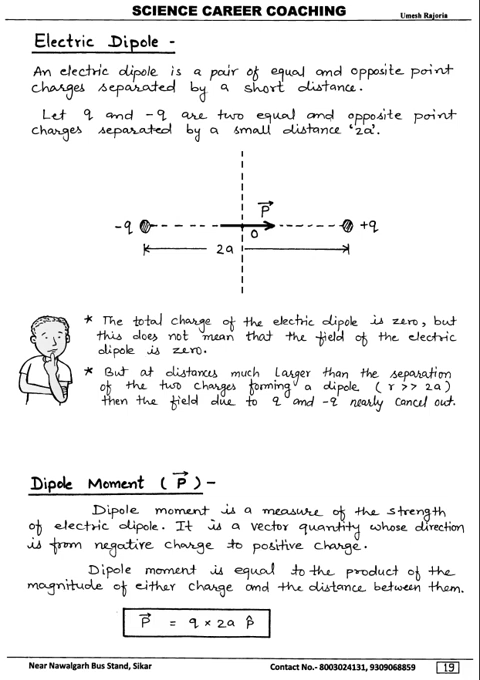 SCIENCE CAREER COACHING
Umesh Rajoria
Electric Dipole -
An electric dipole is a pair of equal and opposite point
charges separated by a short distance.
Let q and -q are two equal and opposite point
charges separated by a small distance '2a'.
P
-q
+q
O
2a
* The total charge of the electric dipole is zero, but
this does not mean that the field of the electric
dipole is zero.
* But at distances much larger than the separation
of the two charges forming a dipole (r >> 2a)
then the field due to q and -q nearly cancel out.
Dipole Moment ( P⃗ ) -
Dipole moment is a measure of the strength
of electric dipole. It is a vector quantity whose direction
is from negative charge to positive charge.
Dipole moment is equal to the product of the
magnitude of either charge and the distance between them.
P⃗ = q × 2a p̂
Near Nawalgarh Bus Stand, Sikar
Contact No.- 8003024131, 9309068859
19